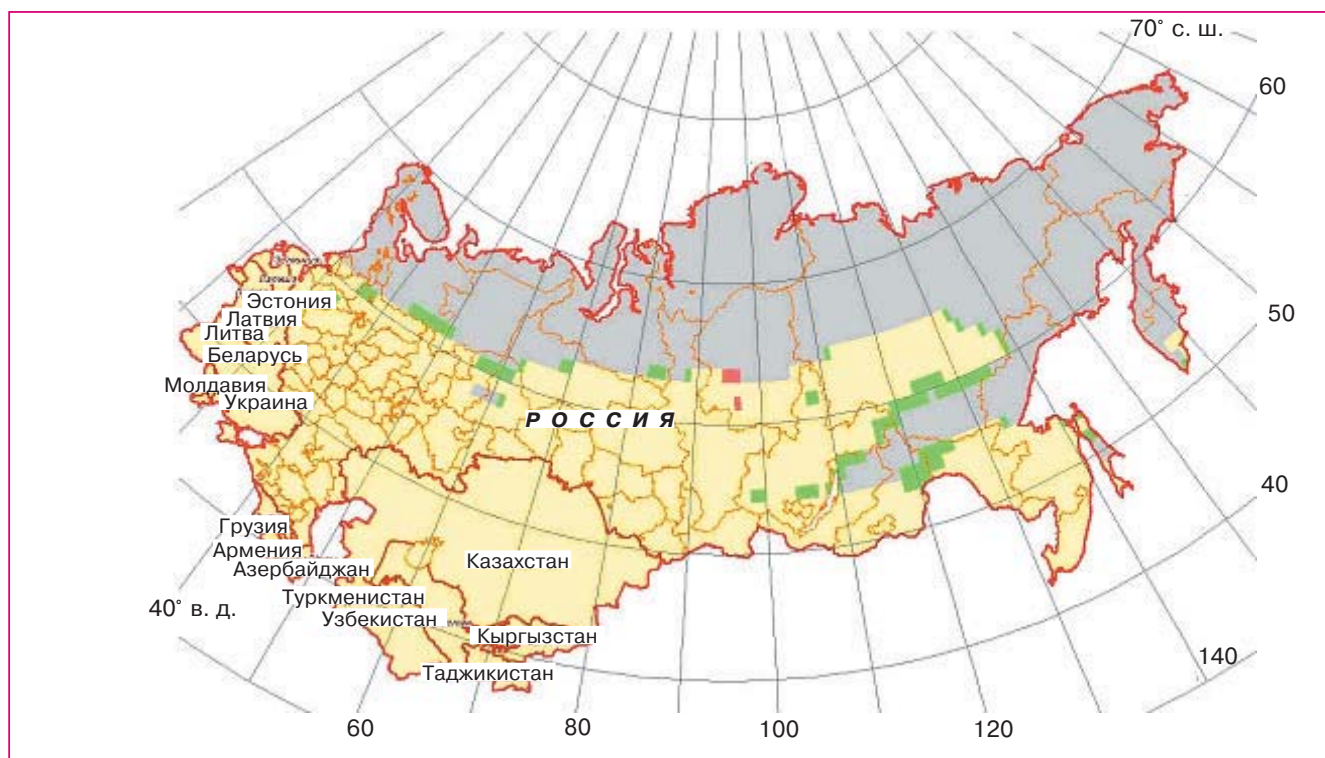 70° с. ш.
60
50
40
140
Эстония
Латвия
Литва
Беларусь
Молдавия
Украина
РОССИЯ
Грузия
Армения
Азербайджан
Казахстан
40° в. д.
Туркменистан
Узбекистан
Кыргызстан
Таджикистан
60
80
100
120